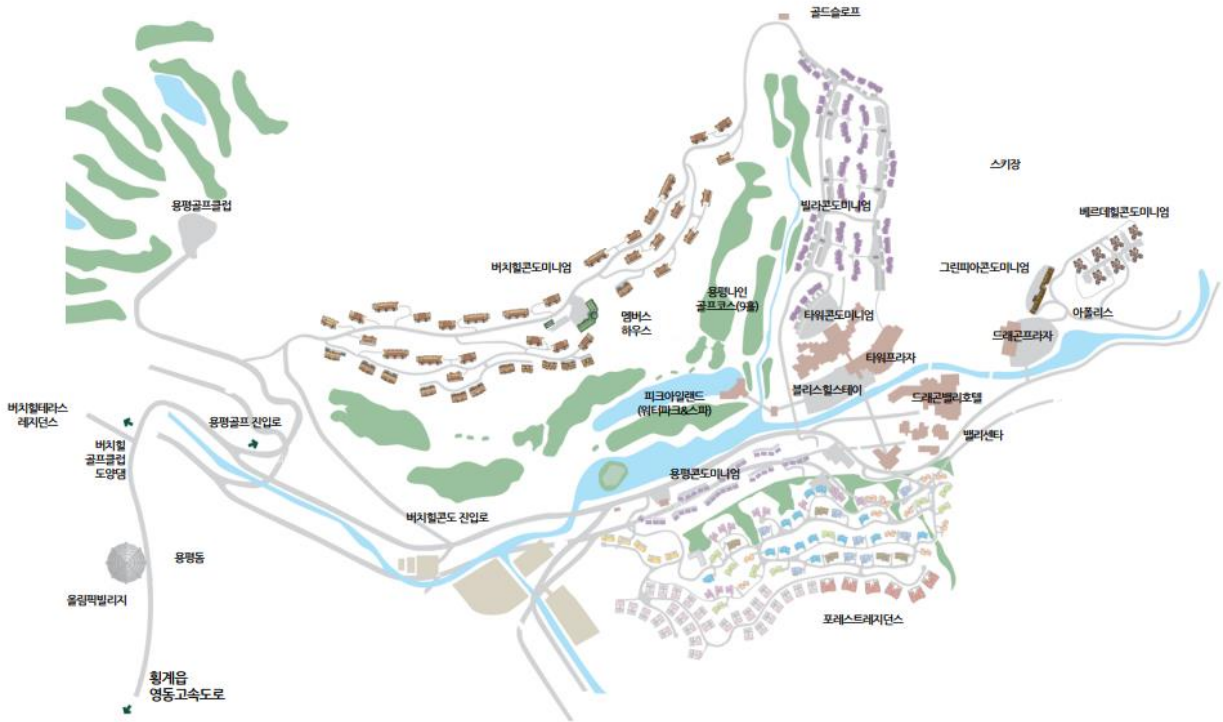 골드슬로프
스키장
용평골프클럽
빌라콘도미니엄
베르데힐콘도미니엄
버치힐콘도미니엄
그린피아콘도미니엄
용평나인
골프코스(9홀)
멤버스
하우스
타워콘도미니엄
아폴리스
드래곤프라자
타워프라자
블리스힐스테이
드래곤밸리호텔
피크아일랜드
(워터파크&스파)
버치힐테라스
레지던스
용평골프 진입로
밸리센타
버치힐
골프클럽
도양댐
용평콘도미니엄
버치힐콘도 진입로
용평돔
올림픽빌리지
포레스트레지던스
횡계읍
영동고속도로